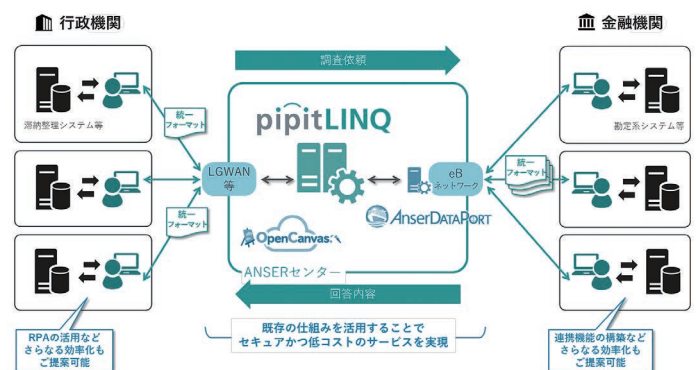 行政機関
金融機関
調査依頼
滞納整理システム等
統一
フォーマット
統一
フォーマット
pipitLINQ
LGWAN
等
eB
ネットワーク
OpenCanvas
AnserDATAPORT
ANSERセンター
回答内容
統一
フォーマット
勘定系システム等
RPAの活用など
さらなる効率化も
ご提案可能
既存の仕組みを活用することで
セキュアかつ低コストのサービスを実現
連携機能の構築など
さらなる効率化も
ご提案可能